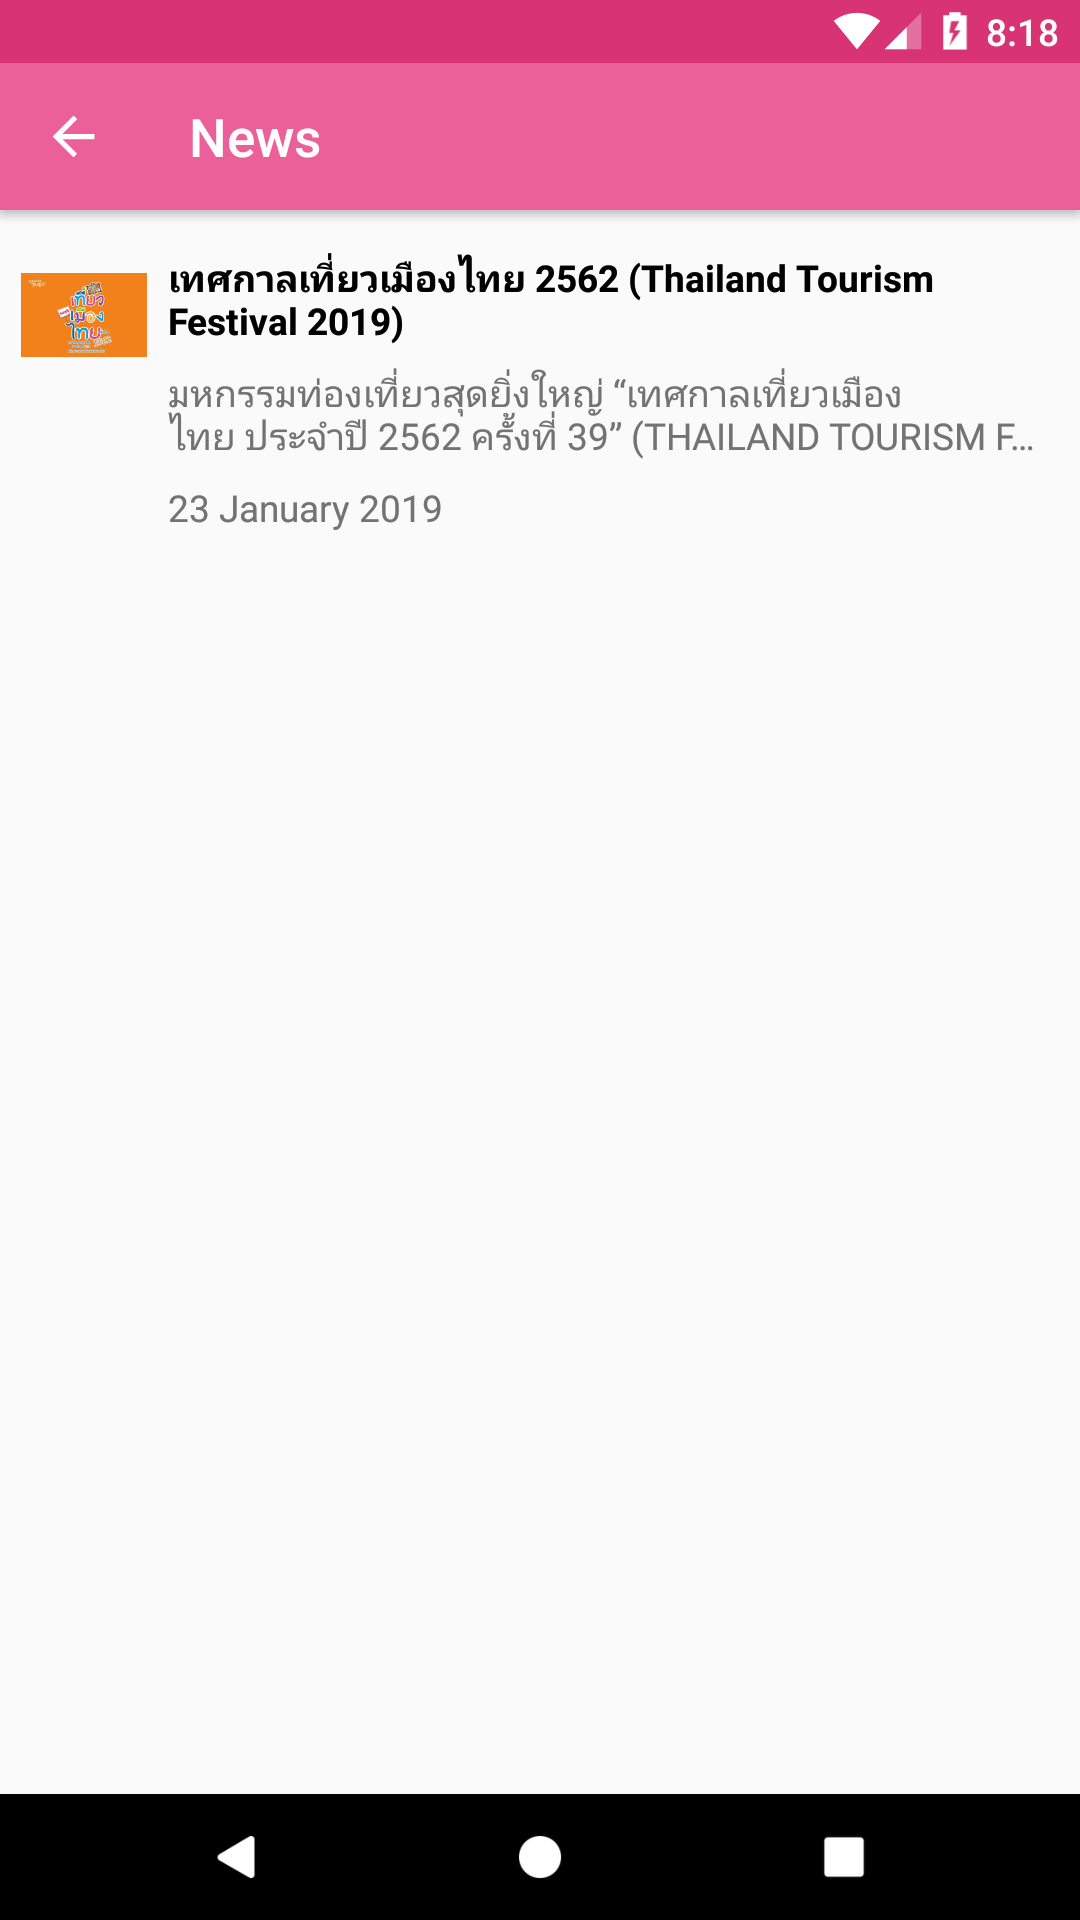 8:18
News
เทศกาลเที่ยวเมืองไทย 2562 (Thailand Tourism
Festival 2019)
เที่ยว
เมือง
ไทย
มหกรรมท่องเที่ยวสุดยิ่งใหญ่ “เทศกาลเที่ยวเมือง
ไทย ประจำปี 2562 ครั้งที่ 39” (THAILAND TOURISM F...
23 January 2019